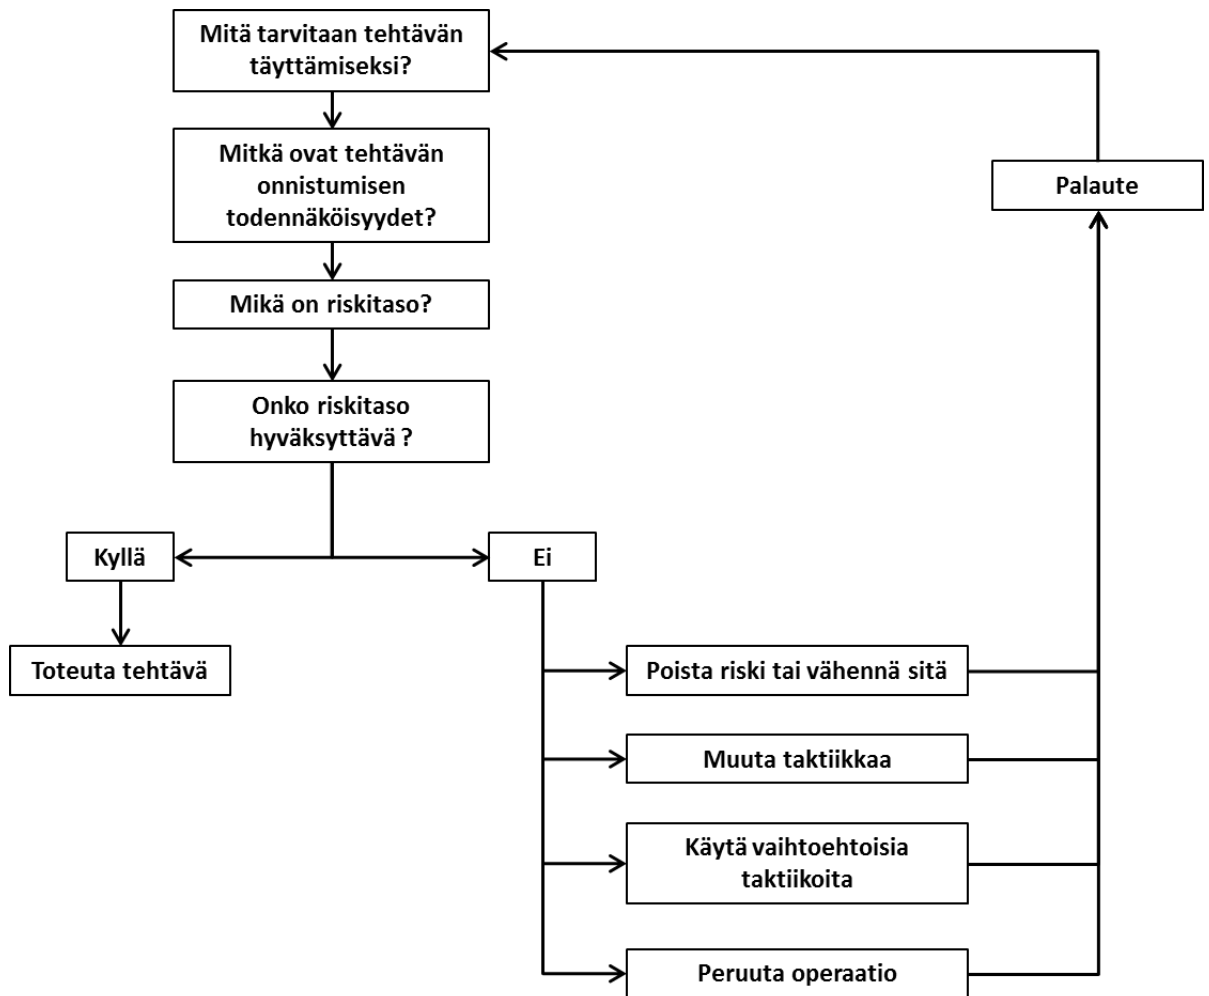 Mitä tarvitaan tehtävän
täyttämiseksi?
Mitkä ovat tehtävän
onnistumisen
todennäköisyydet?
Palaute
Mikä on riskitaso?
Onko riskitaso
hyväksyttävä ?
Kyllä
Ei
Toteuta tehtävä
Poista riski tai vähennä sitä
Muuta taktiikkaa
Käytä vaihtoehtoisia
taktiikoita
Peruuta operaatio